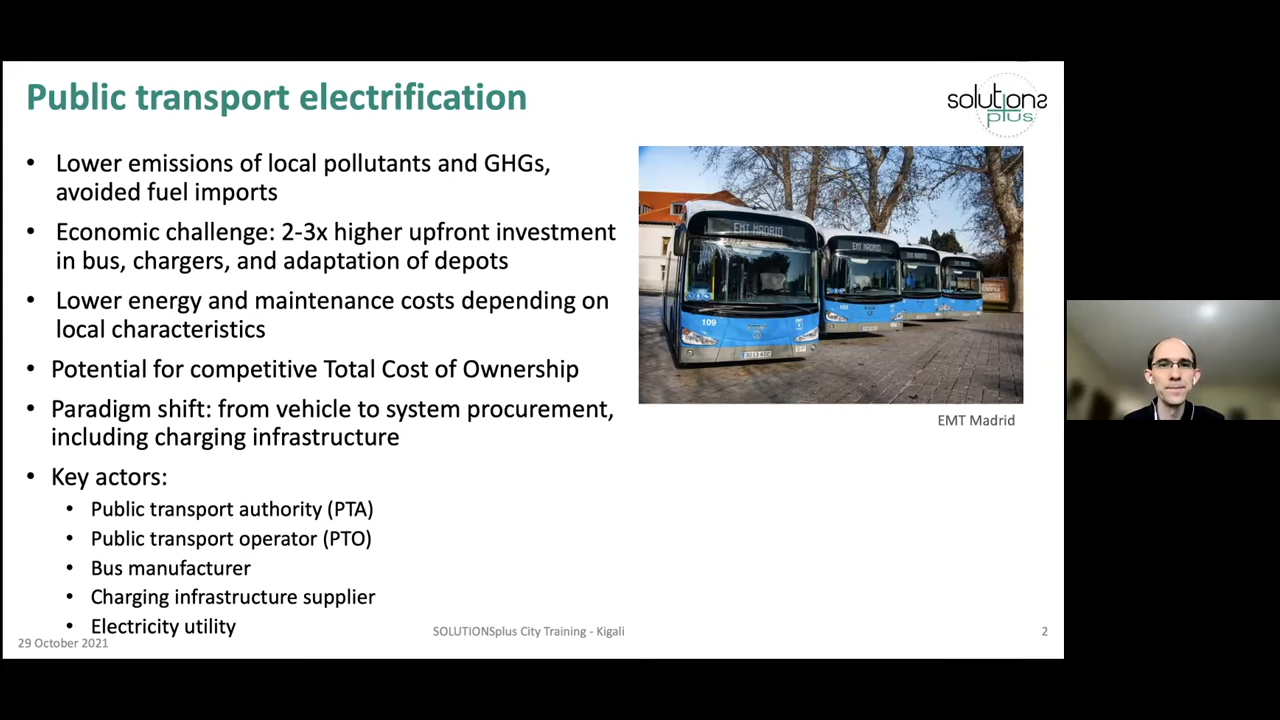 Public transport electrification
solutions
plus
• Lower emissions of local pollutants and GHGs,
avoided fuel imports
• Economic challenge: 2-3x higher upfront investment
in bus, chargers, and adaptation of depots
• Lower energy and maintenance costs depending on
local characteristics
• Potential for competitive Total Cost of Ownership
• Paradigm shift: from vehicle to system procurement,
including charging infrastructure
• Key actors:
• Public transport authority (PTA)
• Public transport operator (PTO)
• Bus manufacturer
• Charging infrastructure supplier
• Electricity utility
EMT MADRID
EMT MADRID
109
EMT Madrid
29 October 2021
SOLUTIONSplus City Training - Kigali
2